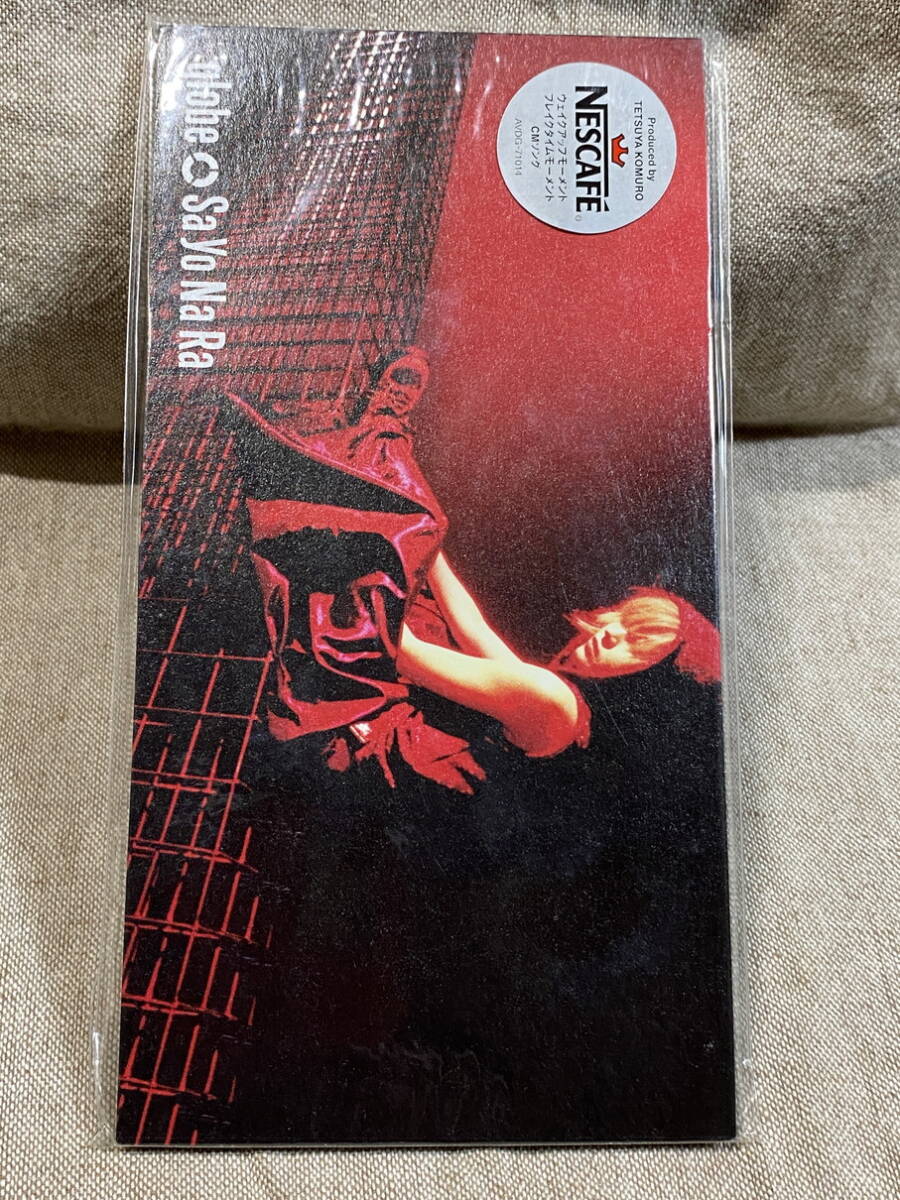 globe Sa Yo Na Ra
Produced by
TETSUYA KOMURO
NESCAFÉ
ウェイクアップモーメント
ブレイクタイムモーメント
CMソング
AVDG-71014